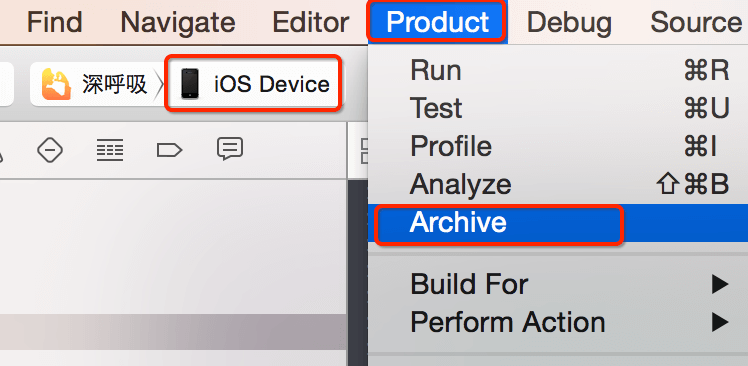 Find Navigate Editor Product Debug Source
深呼吸 iOS Device
Run ⌘R
Test ⌘U
Profile ⌘I
Analyze ⇧⌘B
Archive
Build For ▶
Perform Action ▶